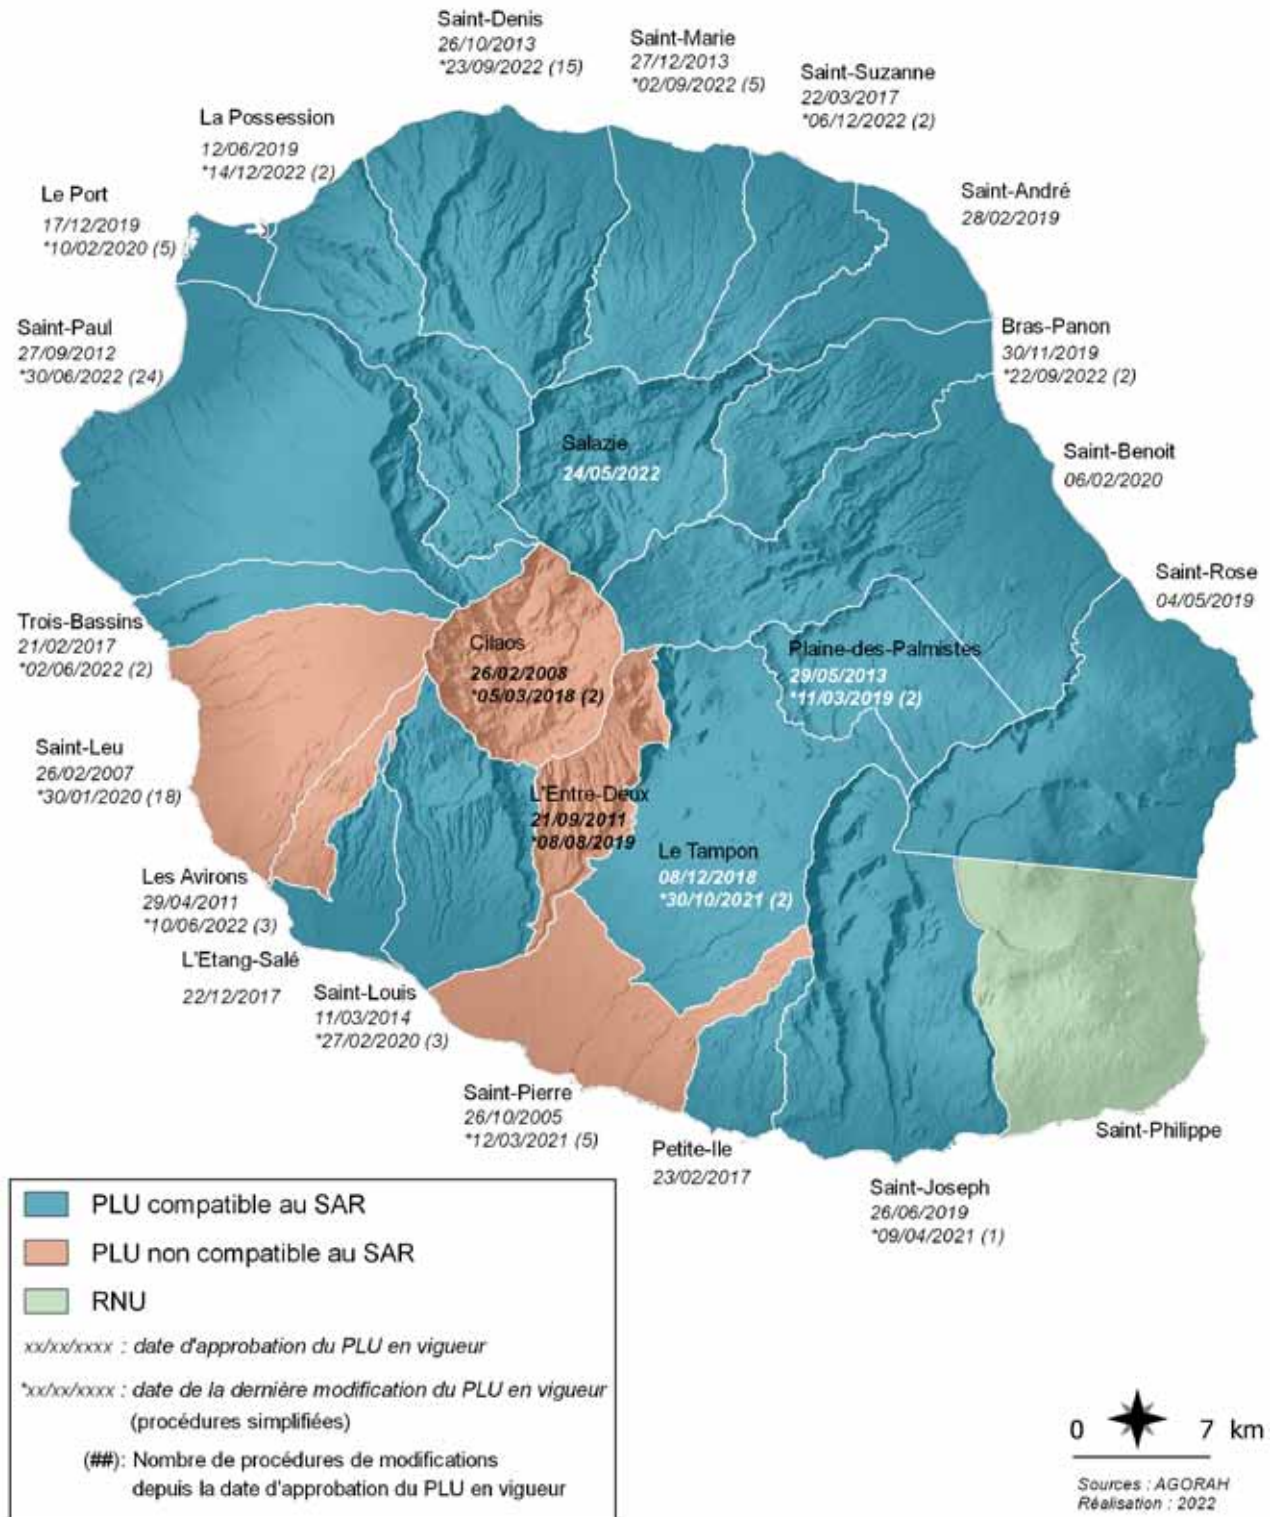 Saint-Denis
26/10/2013
*23/09/2022 (15)
Saint-Marie
27/12/2013
*02/09/2022 (5)
Saint-Suzanne
22/03/2017
*06/12/2022 (2)
La Possession
12/06/2019
*14/12/2022 (2)
Le Port
17/12/2019
*10/02/2020 (5)
Saint-André
28/02/2019
Saint-Paul
27/09/2012
*30/06/2022 (24)
Bras-Panon
30/11/2019
*22/09/2022 (2)
Salazie
24/05/2022
Saint-Benoit
06/02/2020
Saint-Rose
04/05/2019
Trois-Bassins
21/02/2017
*02/06/2022 (2)
Cilaos
26/02/2008
*05/03/2018 (2)
Plaine-des-Palmistes
29/05/2013
*11/03/2019 (2)
Saint-Leu
26/02/2007
*30/01/2020 (18)
L'Entre-Deux
21/09/2011
*08/08/2019
Le Tampon
08/12/2018
*30/10/2021 (2)
Les Avirons
29/04/2011
*10/06/2022 (3)
L'Etang-Salé
22/12/2017
Saint-Louis
11/03/2014
*27/02/2020 (3)
Saint-Pierre
26/10/2005
*12/03/2021 (5)
Petite-Ile
23/02/2017
Saint-Joseph
26/06/2019
*09/04/2021 (1)
Saint-Philippe
PLU compatible au SAR
PLU non compatible au SAR
RNU
xx/xx/xxxx : date d'approbation du PLU en vigueur
*xx/xx/xxxx : date de la dernière modification du PLU en vigueur
(procédures simplifiées)
(##): Nombre de procédures de modifications
depuis la date d'approbation du PLU en vigueur
0 7 km
Sources : AGORAH
Réalisation : 2022